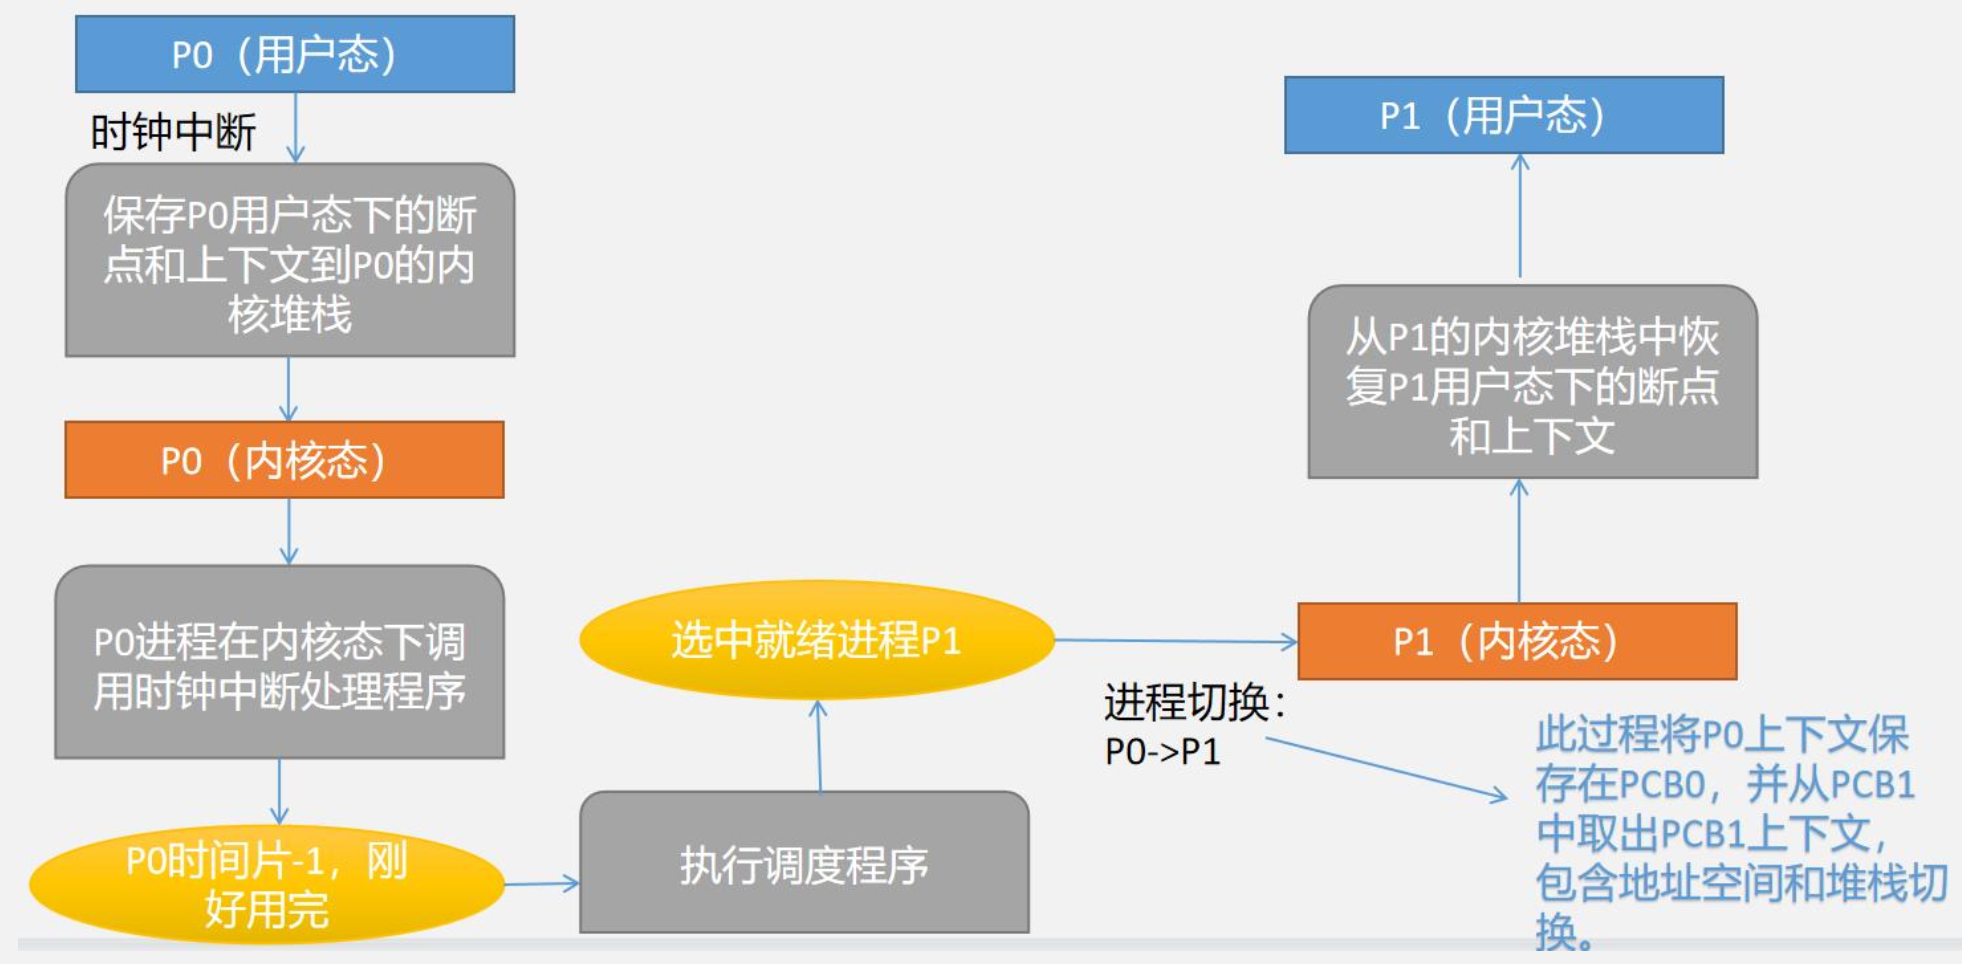 P0（用户态）
时钟中断
保存P0用户态下的断
点和上下文到P0的内
核堆栈
P0（内核态）
P0进程在内核态下调
用时钟中断处理程序
P0时间片-1，刚
好用完
执行调度程序
选中就绪进程P1
进程切换：
P0->P1
P1（用户态）
从P1的内核堆栈中恢
复P1用户态下的断点
和上下文
P1（内核态）
此过程将P0上下文保
存在PCB0，并从PCB1
中取出PCB1上下文，
包含地址空间和堆栈切
换。